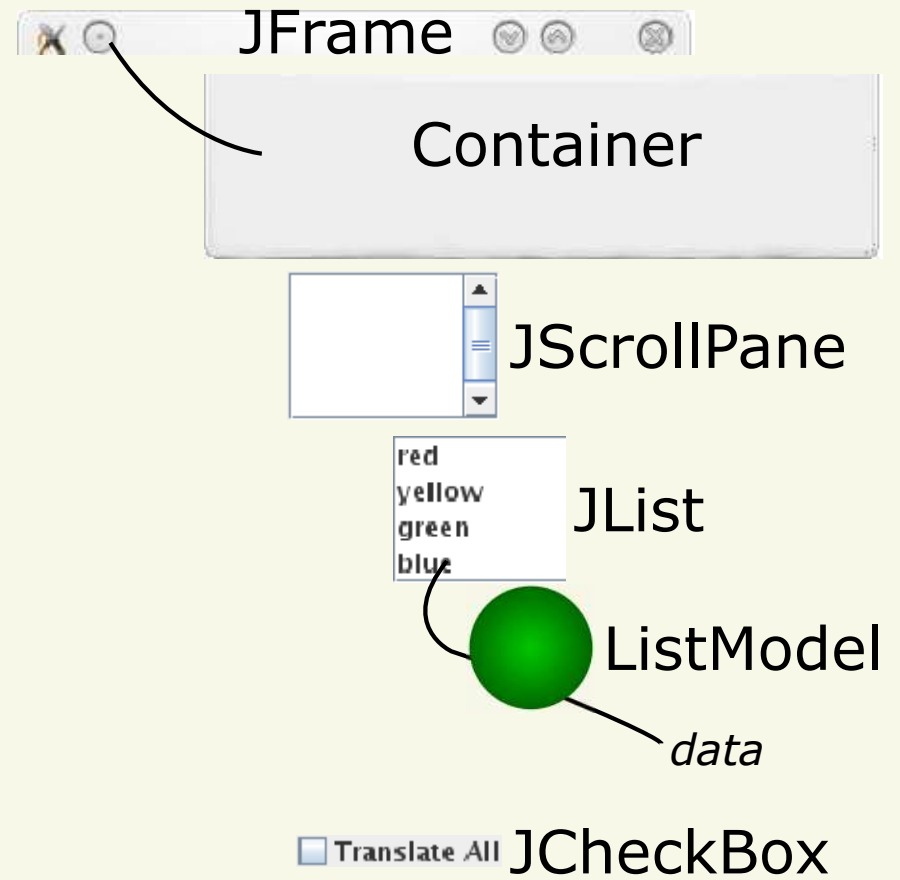 JFrame
Container
JScrollPane
red
yellow
green
blue
JList
ListModel
data
Translate All
JCheckBox